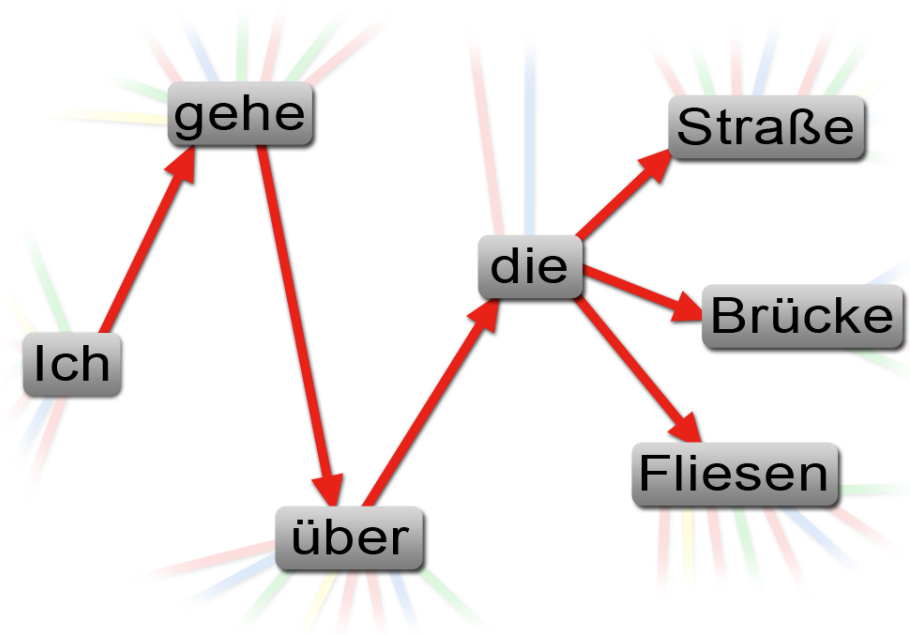 Ich
gehe
über
die
Straße
Brücke
Fliesen